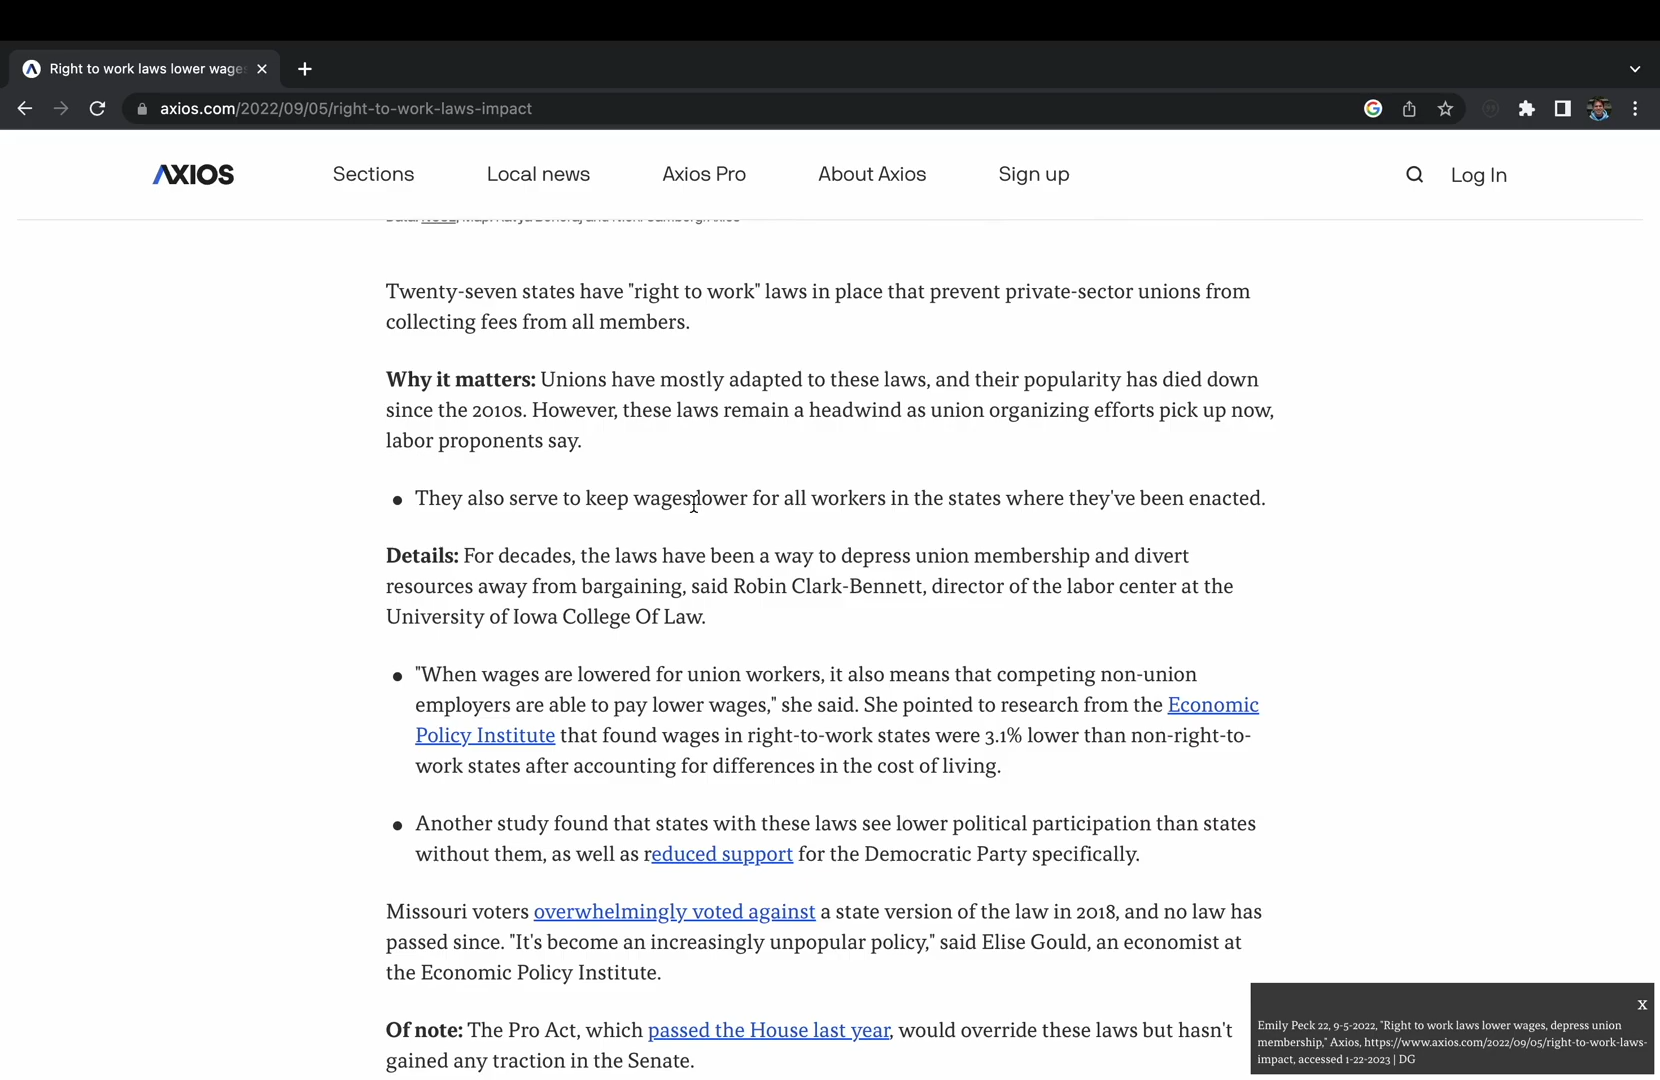 Right to work laws lower wage
axios.com/2022/09/05/right-to-work-laws-impact
AXIOS
Sections
Local news
Axios Pro
About Axios
Sign up
Log In
Twenty-seven states have "right to work" laws in place that prevent private-sector unions from
collecting fees from all members.
Why it matters: Unions have mostly adapted to these laws, and their popularity has died down
since the 2010s. However, these laws remain a headwind as union organizing efforts pick up now,
labor proponents say.
• They also serve to keep wages lower for all workers in the states where they've been enacted.
Details: For decades, the laws have been a way to depress union membership and divert
resources away from bargaining, said Robin Clark-Bennett, director of the labor center at the
University of Iowa College Of Law.
• "When wages are lowered for union workers, it also means that competing non-union
employers are able to pay lower wages," she said. She pointed to research from the Economic
Policy Institute that found wages in right-to-work states were 3.1% lower than non-right-to-
work states after accounting for differences in the cost of living.
• Another study found that states with these laws see lower political participation than states
without them, as well as reduced support for the Democratic Party specifically.
Missouri voters overwhelmingly voted against a state version of the law in 2018, and no law has
passed since. "It's become an increasingly unpopular policy," said Elise Gould, an economist at
the Economic Policy Institute.
Of note: The Pro Act, which passed the House last year, would override these laws but hasn't
gained any traction in the Senate.
x
Emily Peck 22, 9-5-2022, "Right to work laws lower wages, depress union
membership," Axios, https://www.axios.com/2022/09/05/right-to-work-laws-
impact, accessed 1-22-2023 | DG